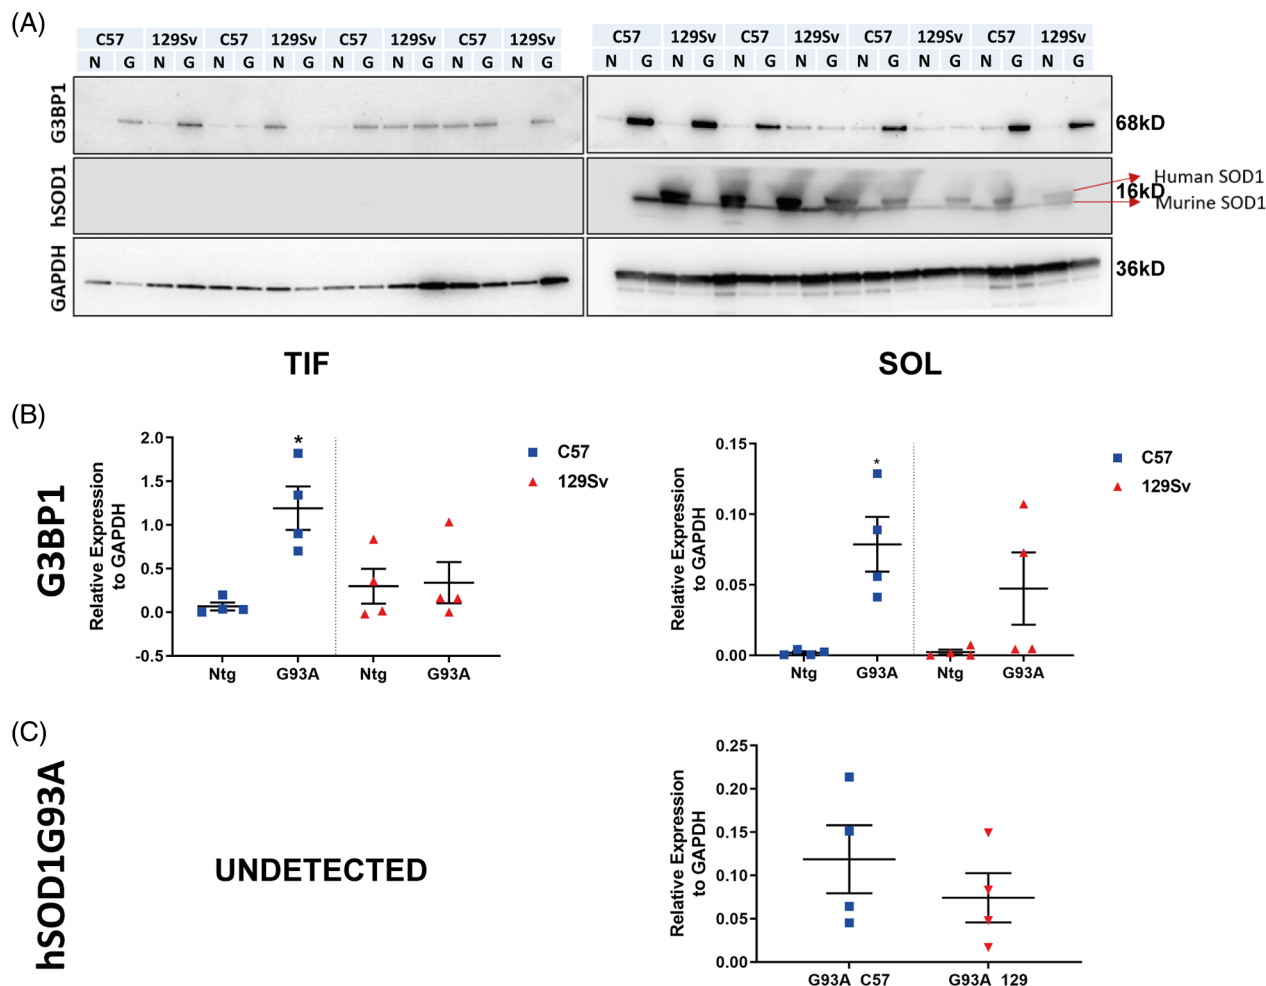 (A)
C57 129Sv C57 129Sv C57 129Sv C57 129Sv
N G N G N G N G N G N G N G N G
C57 129Sv C57 129Sv C57 129Sv C57 129Sv
N G N G N G N G N G N G N G N G
G3BP1
68kD
hSOD1
Human SOD1
16kD
Murine SOD1
GAPDH
36kD
TIF
SOL
(B)
G3BP1
Relative Expression
to GAPDH
2.0
1.5
1.0
0.5
0.0
-0.5
*
Ntg G93A Ntg G93A
C57
129Sv
Relative Expression
to GAPDH
0.15
0.10
0.05
0.00
*
Ntg G93A Ntg G93A
C57
129Sv
(C)
hSOD1G93A
UNDETECTED
Relative Expression
to GAPDH
0.25
0.20
0.15
0.10
0.05
0.00
G93A C57 G93A 129